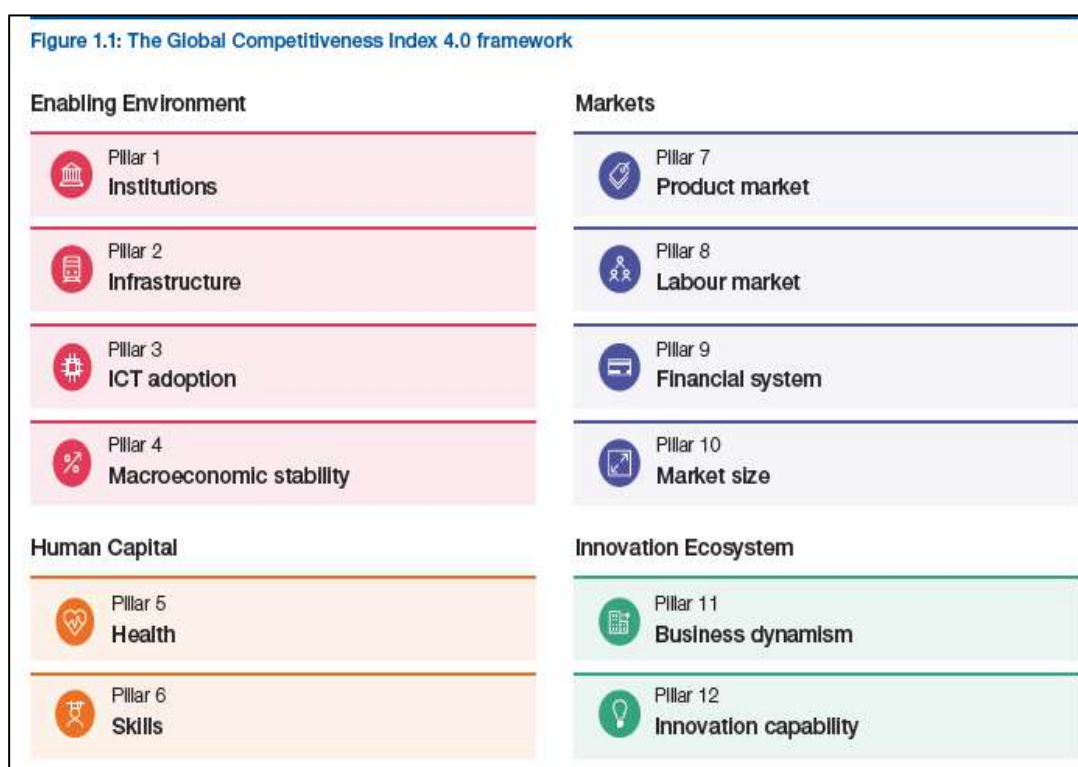 Figure 1.1: The Global Competitiveness Index 4.0 framework
Enabling Environment
Pillar 1
Institutions
Pillar 2
Infrastructure
Pillar 3
ICT adoption
Pillar 4
Macroeconomic stability
Human Capital
Pillar 5
Health
Pillar 6
Skills
Markets
Pillar 7
Product market
Pillar 8
Labour market
Pillar 9
Financial system
Pillar 10
Market size
Innovation Ecosystem
Pillar 11
Business dynamism
Pillar 12
Innovation capability